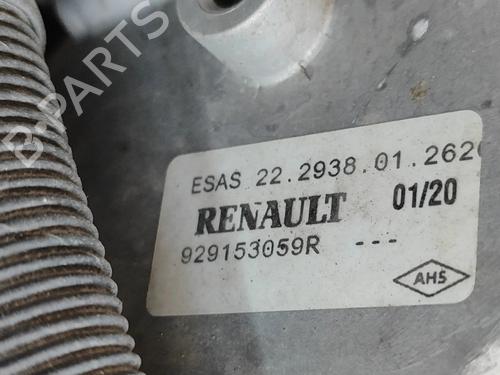 B-PARTS
ESAS 22.2938.01.262
RENAULT 01/20
929153059R ---
AHS